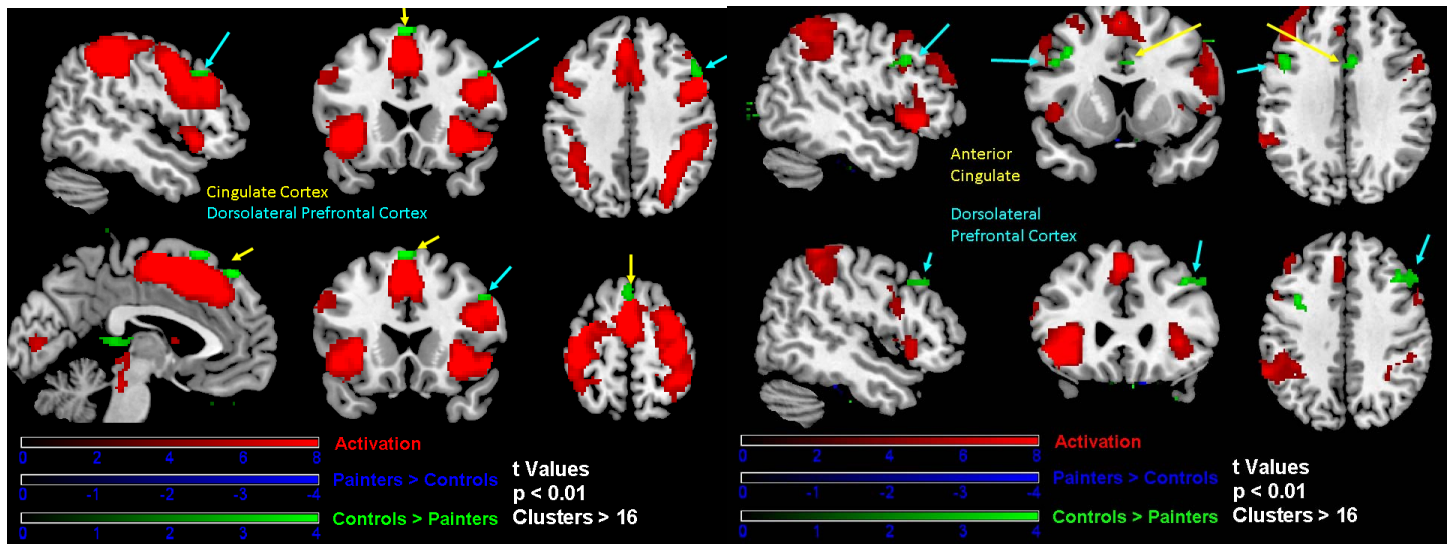 Cingulate Cortex
Dorsolateral Prefrontal Cortex
0 2 4 6 8
Activation
0 -1 -2 -3 -4
Painters > Controls
0 1 2 3 4
Controls > Painters
t Values
p < 0.01
Clusters > 16
Anterior
Cingulate
Dorsolateral
Prefrontal Cortex
0 2 4 6 8
Activation
0 -1 -2 -3 -4
Painters > Controls
0 1 2 3 4
Controls > Painters
t Values
p < 0.01
Clusters > 16